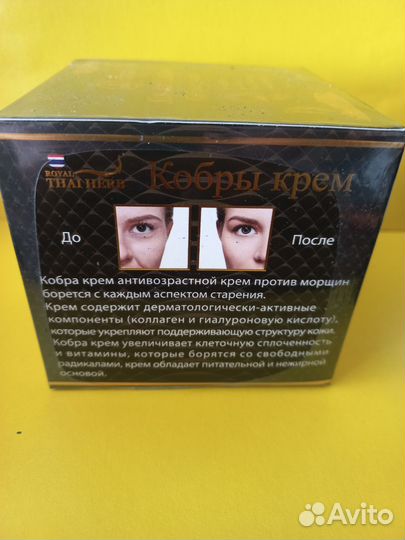 ROYAL
THAI HERB
Кобры крем
До
После
Кобра крем антивозрастной крем против морщин
борется с каждым аспектом старения.
Крем содержит дерматологически-активные
компоненты (коллаген и гиалуроновую кислоту),
которые укрепляют поддерживающую структуру кожи.
Кобра крем увеличивает клеточную сплоченность
и витамины, которые борятся со свободными
радикалами, крем обладает питательной и нежирной
основой.
Avito